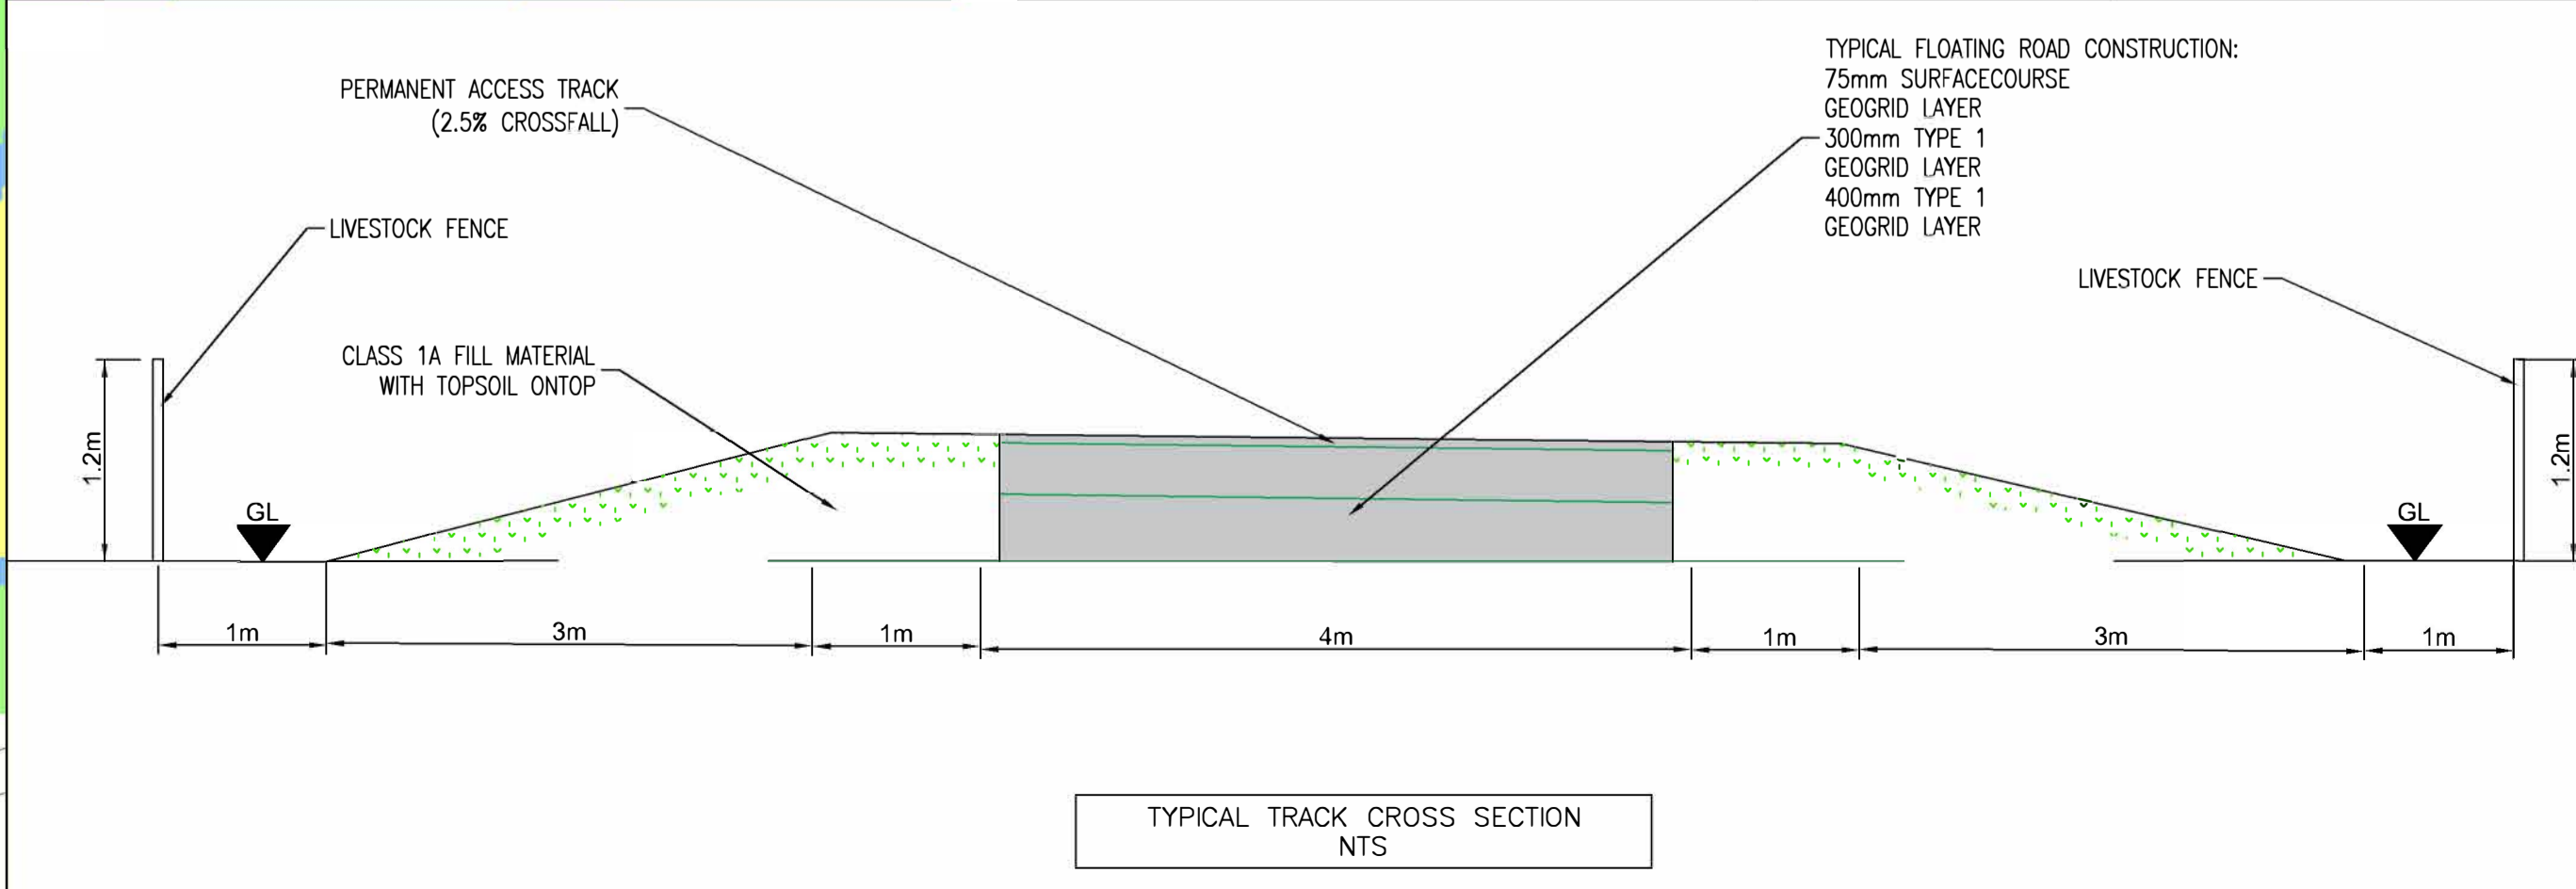 TYPICAL FLOATING ROAD CONSTRUCTION:
75mm SURFACECOURSE
GEOGRID LAYER
300mm TYPE 1
GEOGRID LAYER
400mm TYPE 1
GEOGRID LAYER
PERMANENT ACCESS TRACK
(2.5% CROSSFALL)
LIVESTOCK FENCE
LIVESTOCK FENCE
CLASS 1A FILL MATERIAL
WITH TOPSOIL ONTOP
1.2m
1.2m
GL
GL
1m
3m
1m
4m
1m
3m
1m
TYPICAL TRACK CROSS SECTION
NTS